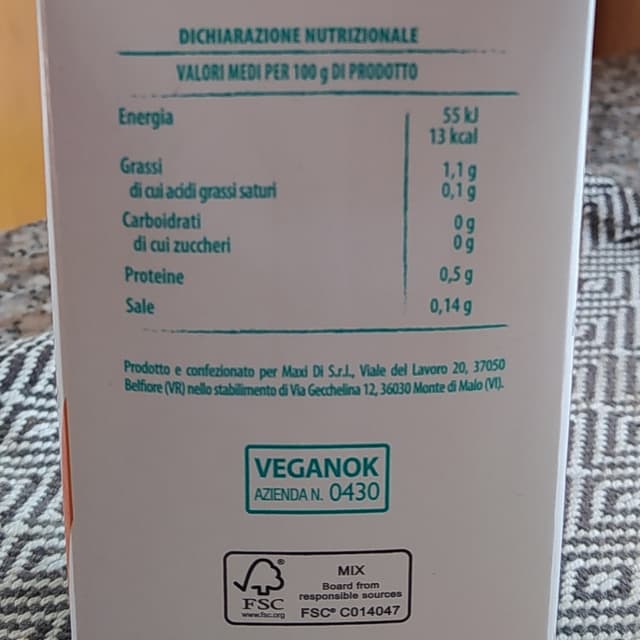 DICHIARAZIONE NUTRIZIONALE
VALORI MEDI PER 100 g DI PRODOTTO
Energia 55 kJ
13 kcal
Grassi 1,1 g
di cui acidi grassi saturi 0,1 g
Carboidrati 0 g
di cui zuccheri 0 g
Proteine 0,5 g
Sale 0,14 g
Prodotto e confezionato per Maxi Di S.r.l., Viale del Lavoro 20, 37050
Belfiore (VR) nello stabilimento di Via Gecchelina 12, 36030 Monte di Malo (VI).
VEGANOK
AZIENDA N. 0430
FSC®
www.fsc.org
MIX
Board from
responsible sources
FSC® C014047